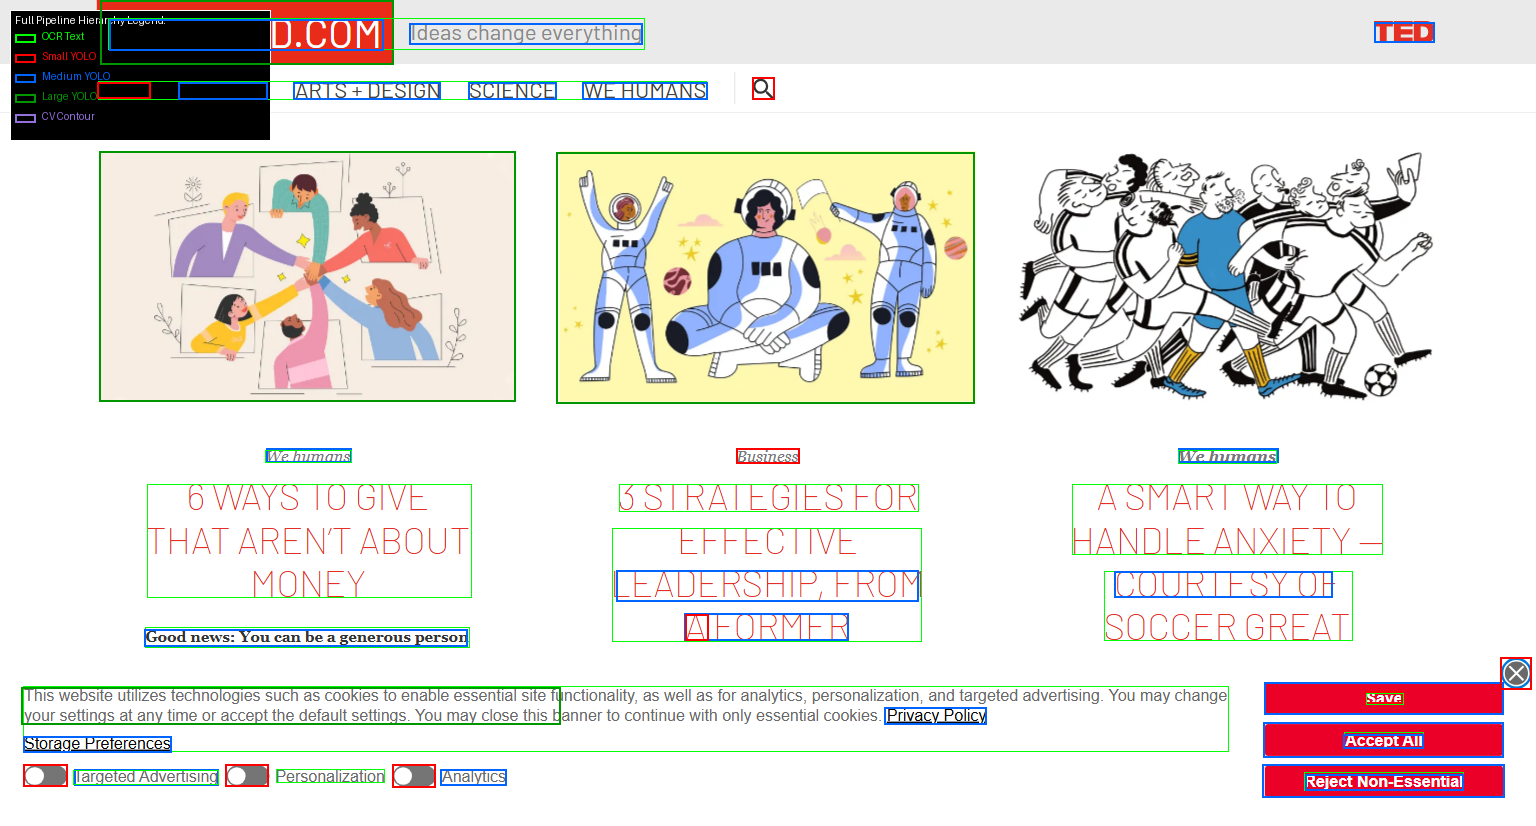 Full Pipeline Hierarchy Legend:
OCR Text
Small YOLO
Medium YOLO
Large YOLO
CV Contour
D.COM
Ideas change everything
TED
ARTS + DESIGN
SCIENCE
WE HUMANS
We humans
6 WAYS TO GIVE
THAT AREN'T ABOUT
MONEY
Good news: You can be a generous person
Business
3 STRATEGIES FOR
EFFECTIVE
LEADERSHIP, FROM
A FORMER
We humans
A SMART WAY TO
HANDLE ANXIETY —
COURTESY OF
SOCCER GREAT
This website utilizes technologies such as cookies to enable essential site functionality, as well as for analytics, personalization, and targeted advertising. You may change
your settings at any time or accept the default settings. You may close this banner to continue with only essential cookies. Privacy Policy
Storage Preferences
Targeted Advertising
Personalization
Analytics
Save
Accept All
Reject Non-Essential